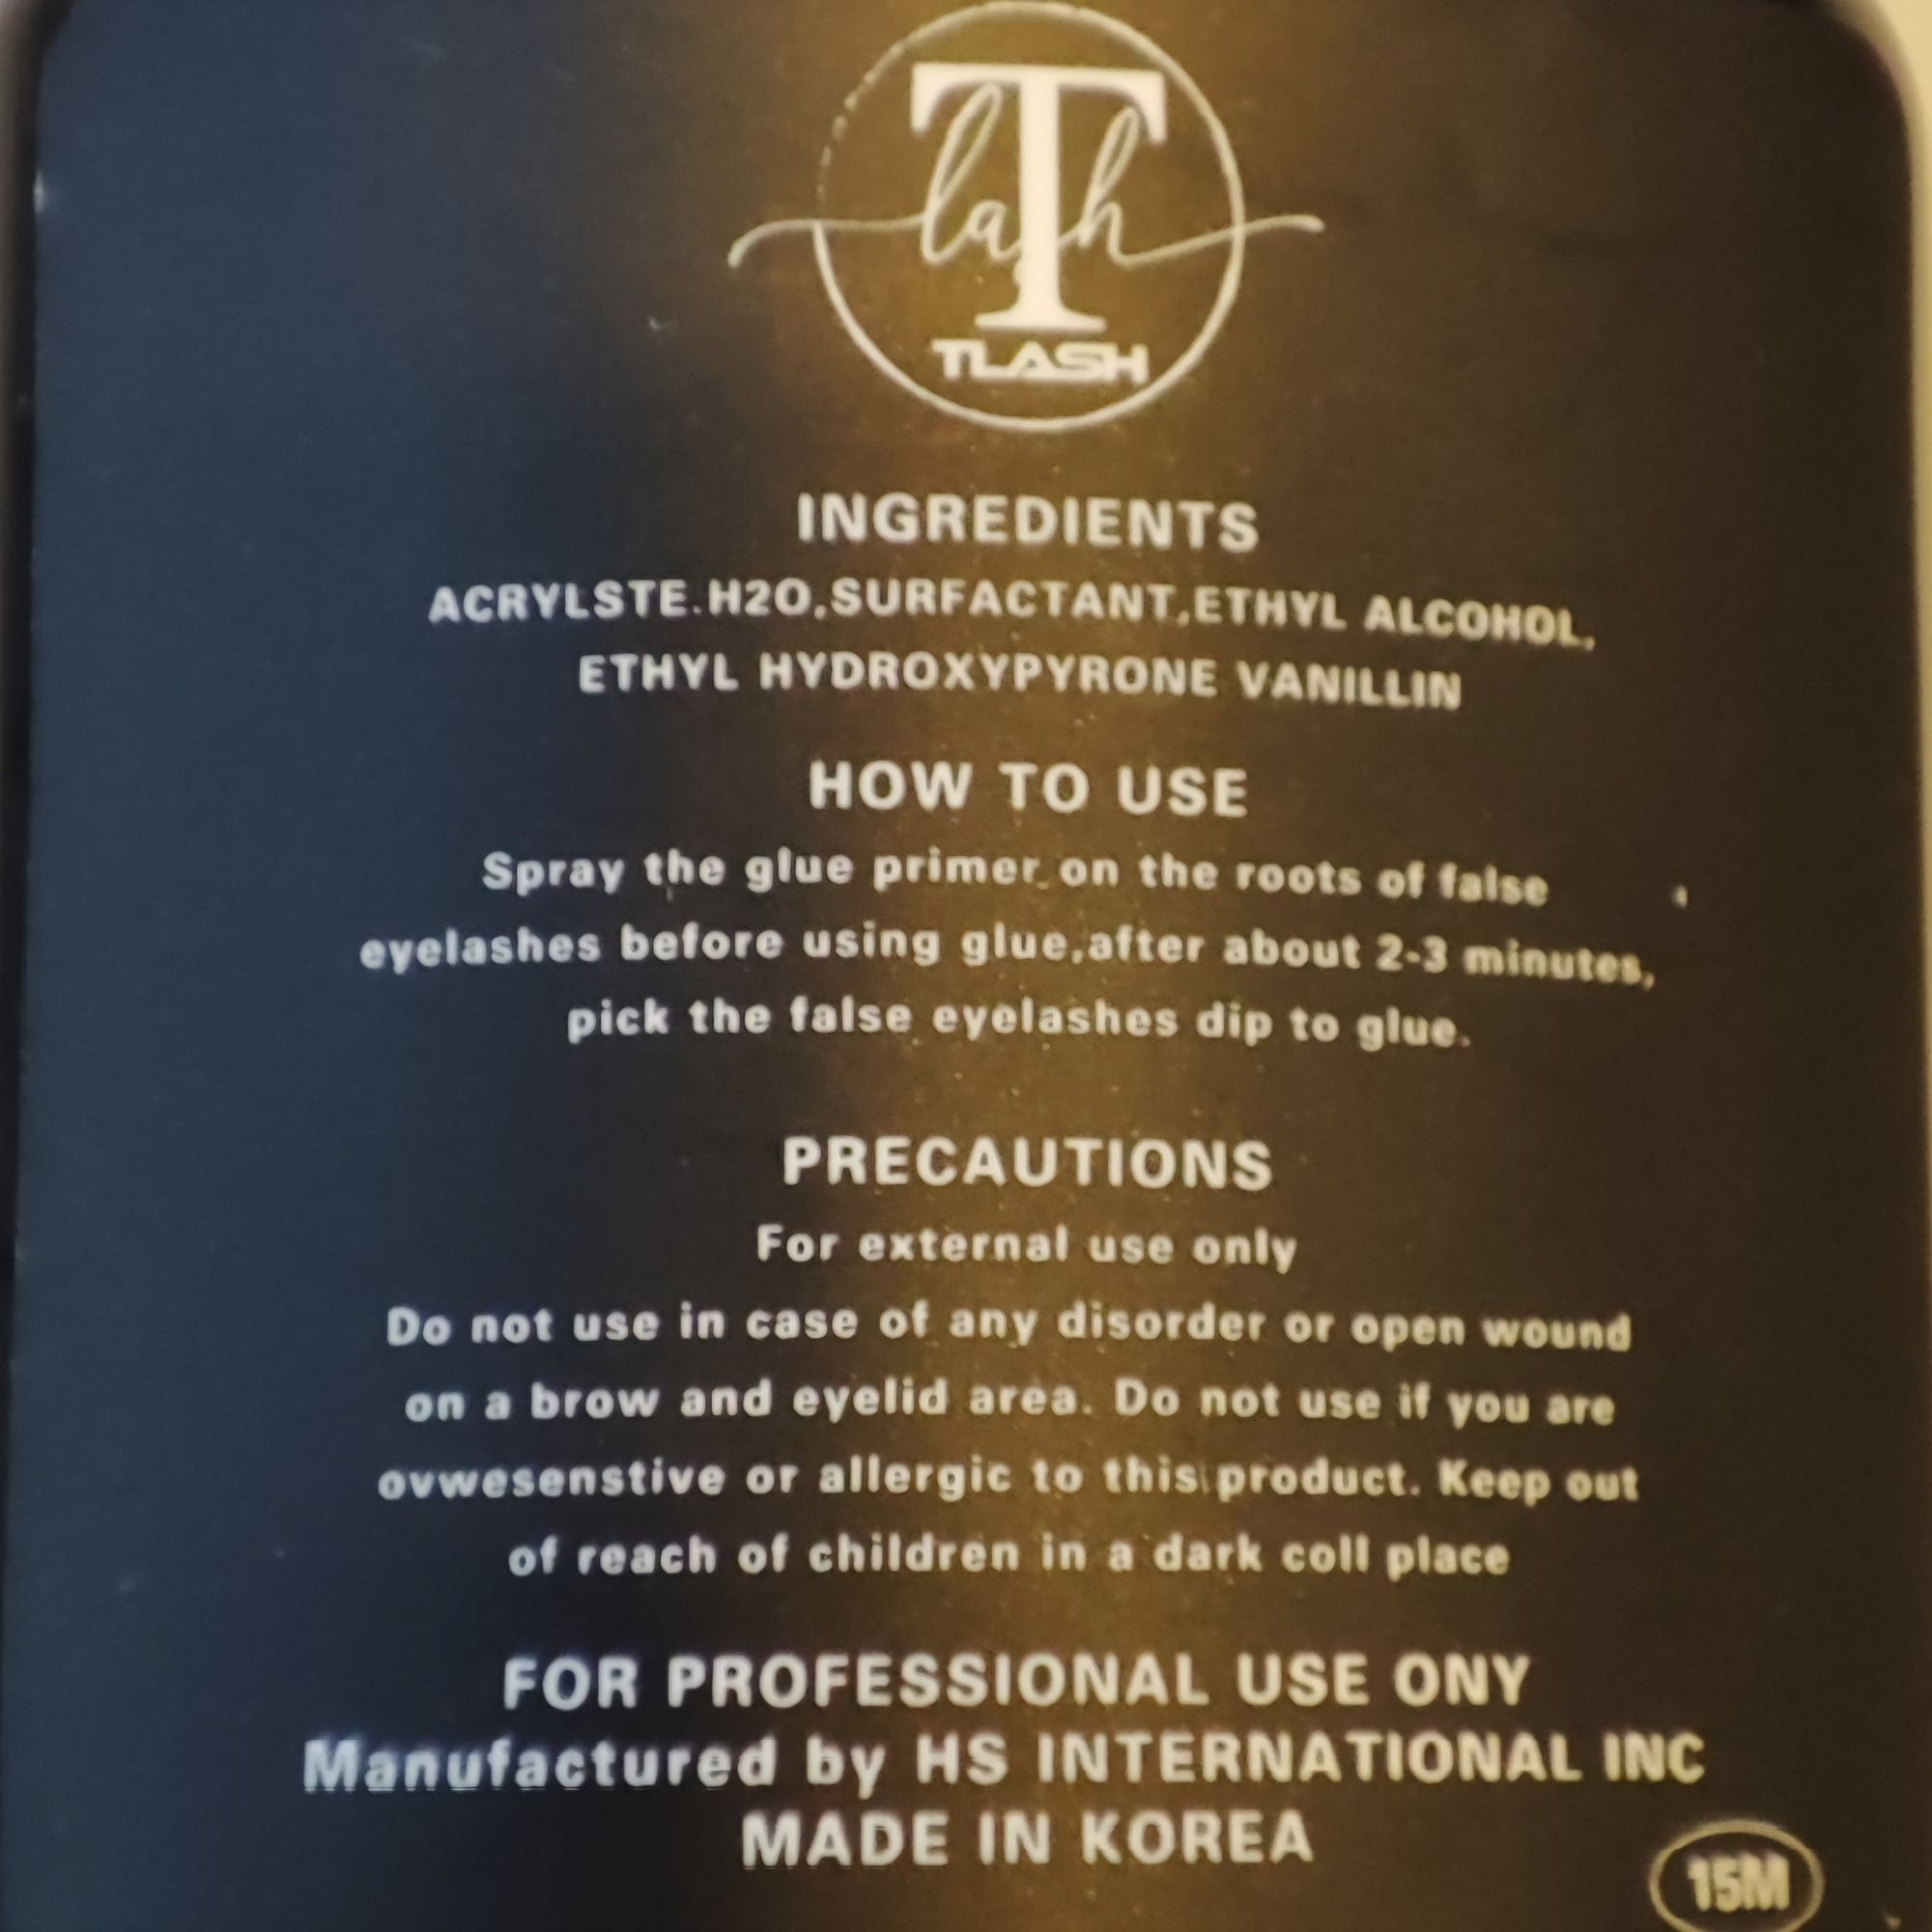 T
lash
TLASH
INGREDIENTS
ACRYLSTE.H2O,SURFACTANT,ETHYL ALCOHOL,
ETHYL HYDROXYPYRONE VANILLIN
HOW TO USE
Spray the glue primer on the roots of false
eyelashes before using glue,after about 2-3 minutes,
pick the false eyelashes dip to glue.
PRECAUTIONS
For external use only
Do not use in case of any disorder or open wound
on a brow and eyelid area. Do not use if you are
ovwesenstive or allergic to this product. Keep out
of reach of children in a dark coll place
FOR PROFESSIONAL USE ONY
Manufactured by HS INTERNATIONAL INC
MADE IN KOREA
15M